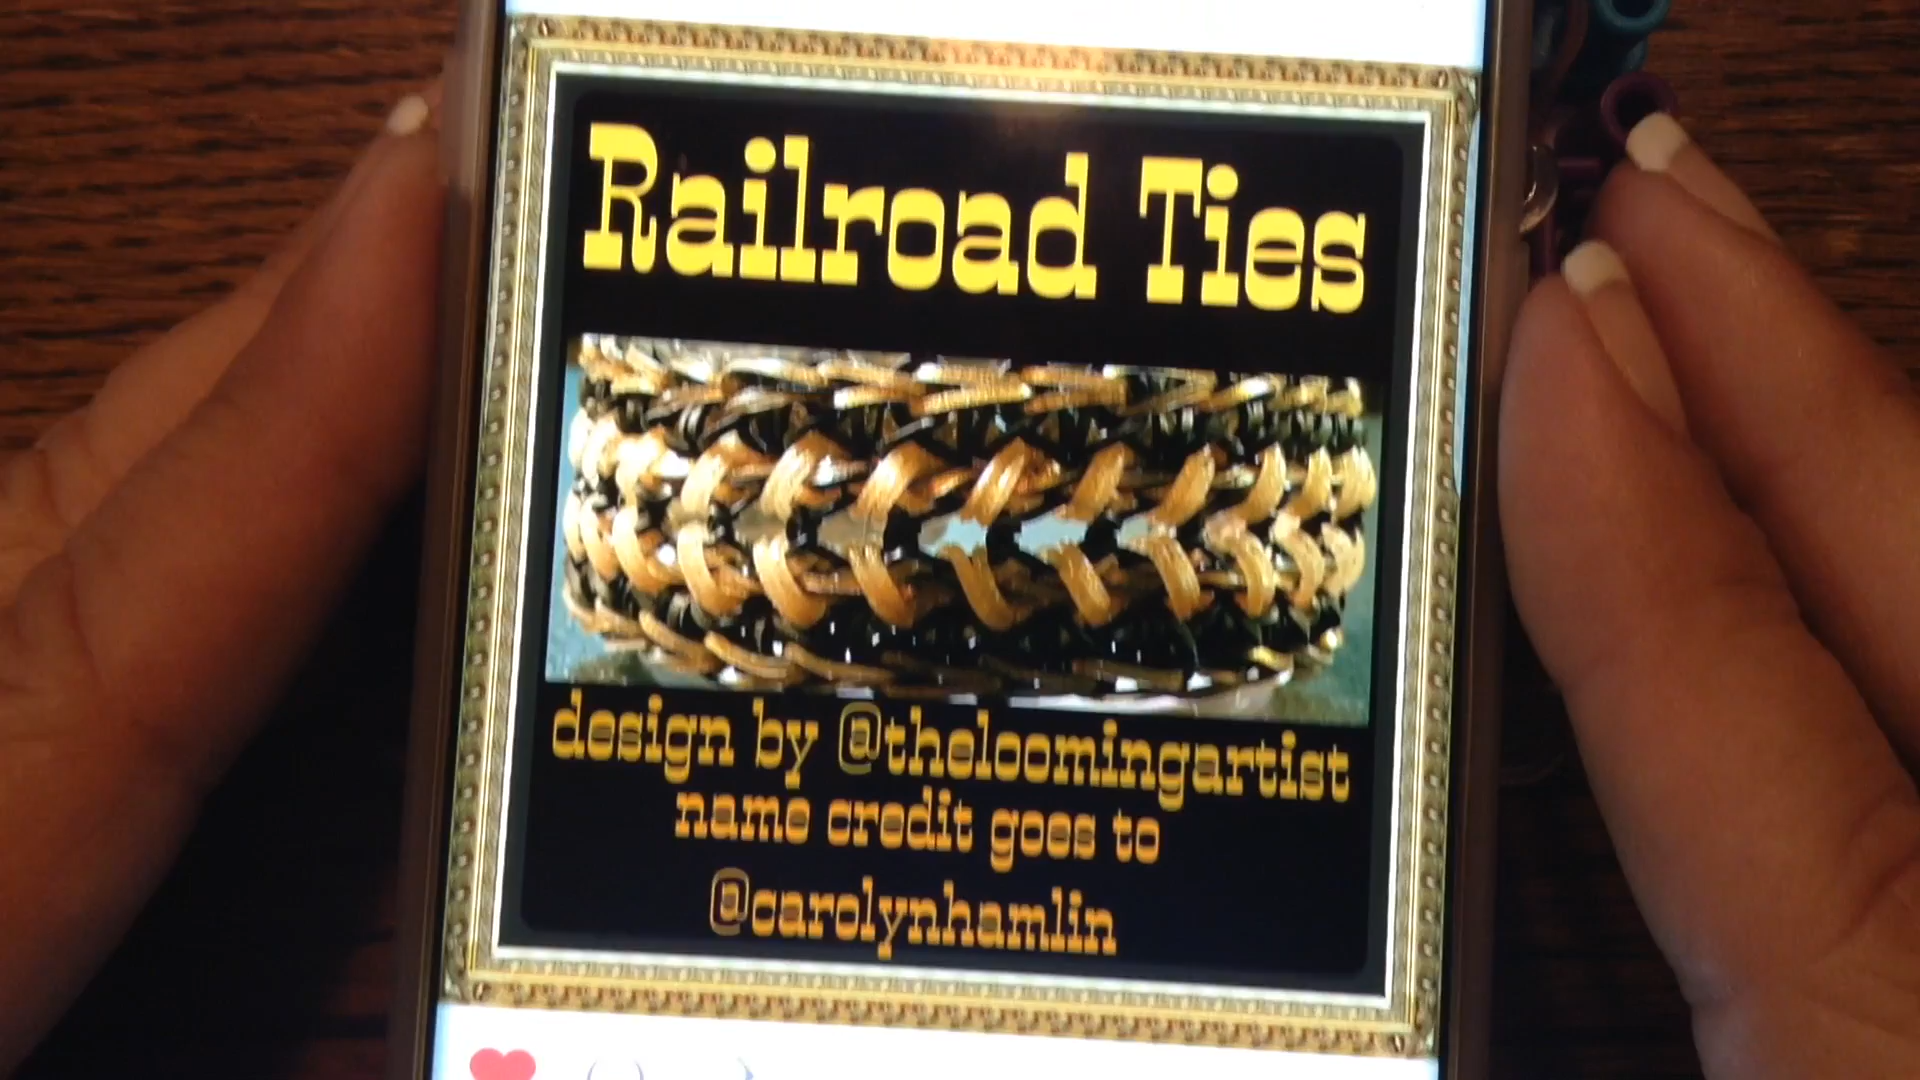 Railroad Ties
design by @theloomingartist
name credit goes to
@carolynhamlin